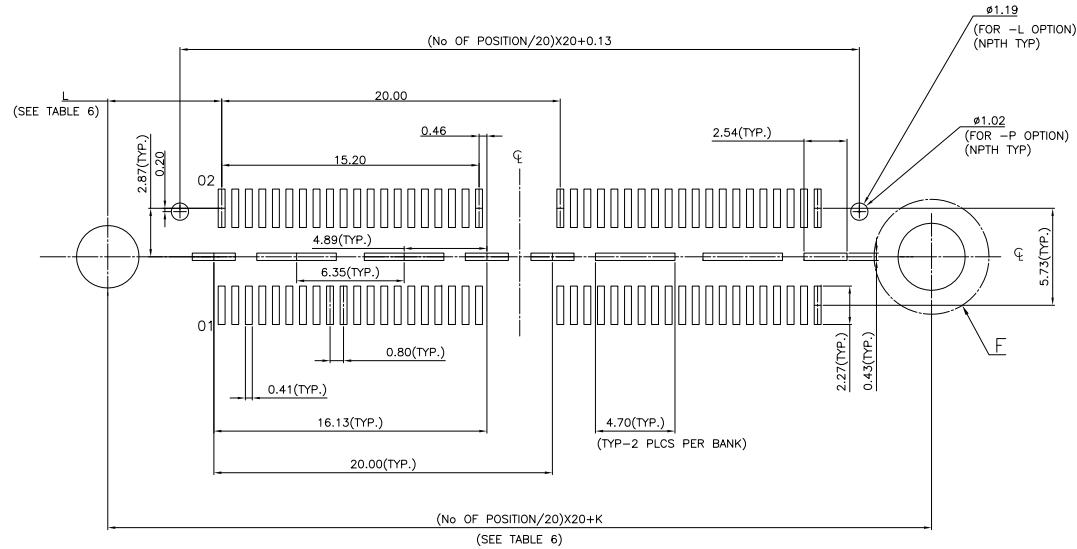 ø1.19
(FOR -L OPTION)
(NPTH TYP)
(No OF POSITION/20)X20+0.13
L
(SEE TABLE 6)
20.00
0.46
2.54(TYP.)
ø1.02
(FOR -P OPTION)
(NPTH TYP)
2.87(TYP.)
0.20
15.20
℄
02
4.89(TYP.)
6.35(TYP.)
℄
5.73(TYP.)
01
0.80(TYP.)
0.41(TYP.)
2.27(TYP.)
0.43(TYP.)
F
16.13(TYP.)
4.70(TYP.)
(TYP-2 PLCS PER BANK)
20.00(TYP.)
(No OF POSITION/20)X20+K
(SEE TABLE 6)